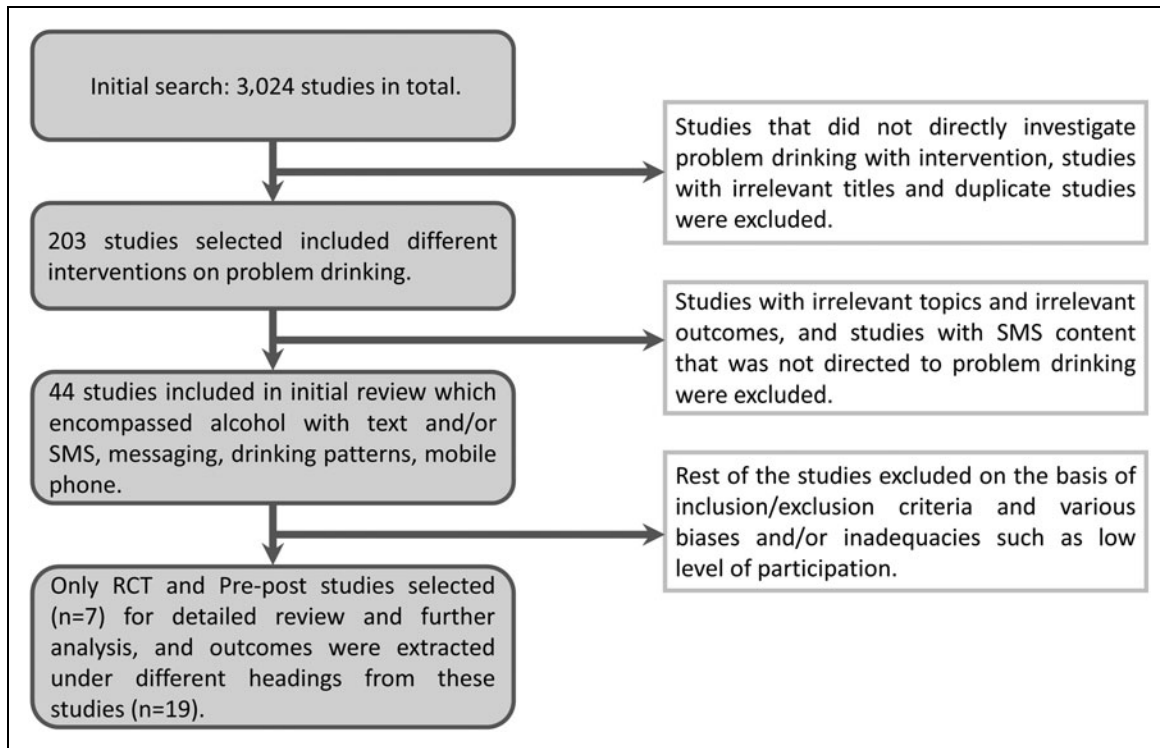 Initial search: 3,024 studies in total.
Studies that did not directly investigate
problem drinking with intervention, studies
with irrelevant titles and duplicate studies
were excluded.
203 studies selected included different
interventions on problem drinking.
Studies with irrelevant topics and irrelevant
outcomes, and studies with SMS content
that was not directed to problem drinking
were excluded.
44 studies included in initial review which
encompassed alcohol with text and/or
SMS, messaging, drinking patterns, mobile
phone.
Rest of the studies excluded on the basis of
inclusion/exclusion criteria and various
biases and/or inadequacies such as low
level of participation.
Only RCT and Pre-post studies selected
(n=7) for detailed review and further
analysis, and outcomes were extracted
under different headings from these
studies (n=19).